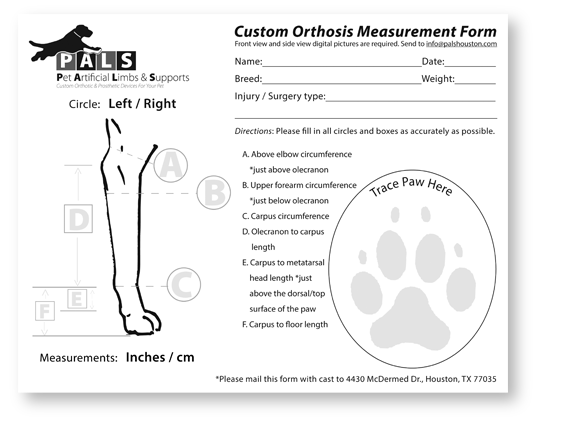 PALS
Pet Artificial Limbs & Supports
Custom Orthotic & Prosthetic Devices For Your Pet
Custom Orthosis Measurement Form
Front view and side view digital pictures are required. Send to info@palshouston.com
Name: Date:
Breed: Weight:
Injury / Surgery type:
Circle: Left / Right
Directions: Please fill in all circles and boxes as accurately as possible.
A
B
C
D
E
F
A. Above elbow circumference
*just above olecranon
B. Upper forearm circumference
*just below olecranon
C. Carpus circumference
D. Olecranon to carpus
length
E. Carpus to metatarsal
head length *just
above the dorsal/top
surface of the paw
F. Carpus to floor length
Trace Paw Here
Measurements: Inches / cm
*Please mail this form with cast to 4430 McDermed Dr., Houston, TX 77035